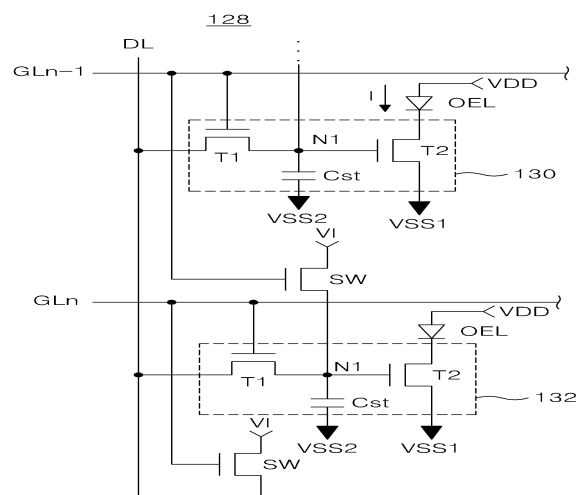 128
DL
GLn-1
VDD
I
OEL
N1
T1
T2
Cst
130
VSS2
VSS1
VI
SW
GLn
VDD
OEL
N1
T1
T2
Cst
132
VI
VSS2
VSS1
SW